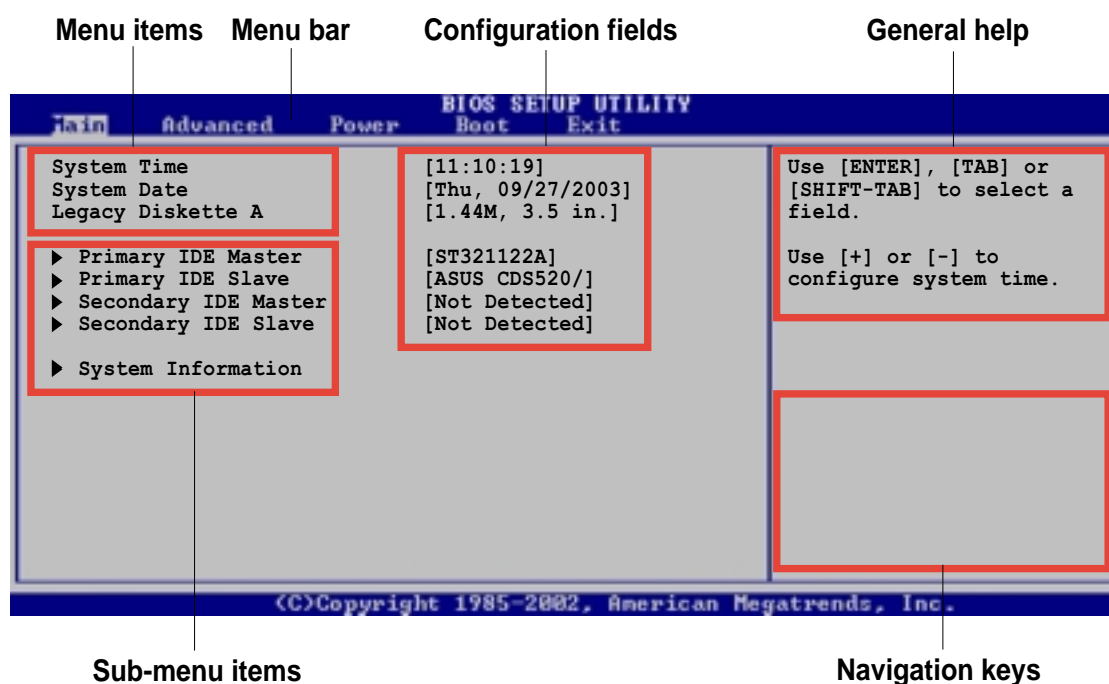 Menu items Menu bar Configuration fields General help
BIOS SETUP UTILITY
Main Advanced Power Boot Exit
System Time [11:10:19]
System Date [Thu, 09/27/2003]
Legacy Diskette A [1.44M, 3.5 in.]
Primary IDE Master [ST321122A]
Primary IDE Slave [ASUS CDS520/]
Secondary IDE Master [Not Detected]
Secondary IDE Slave [Not Detected]
System Information
Use [ENTER], [TAB] or
[SHIFT-TAB] to select a
field.
Use [+] or [-] to
configure system time.
(C)Copyright 1985-2002, American Megatrends, Inc.
Sub-menu items Navigation keys